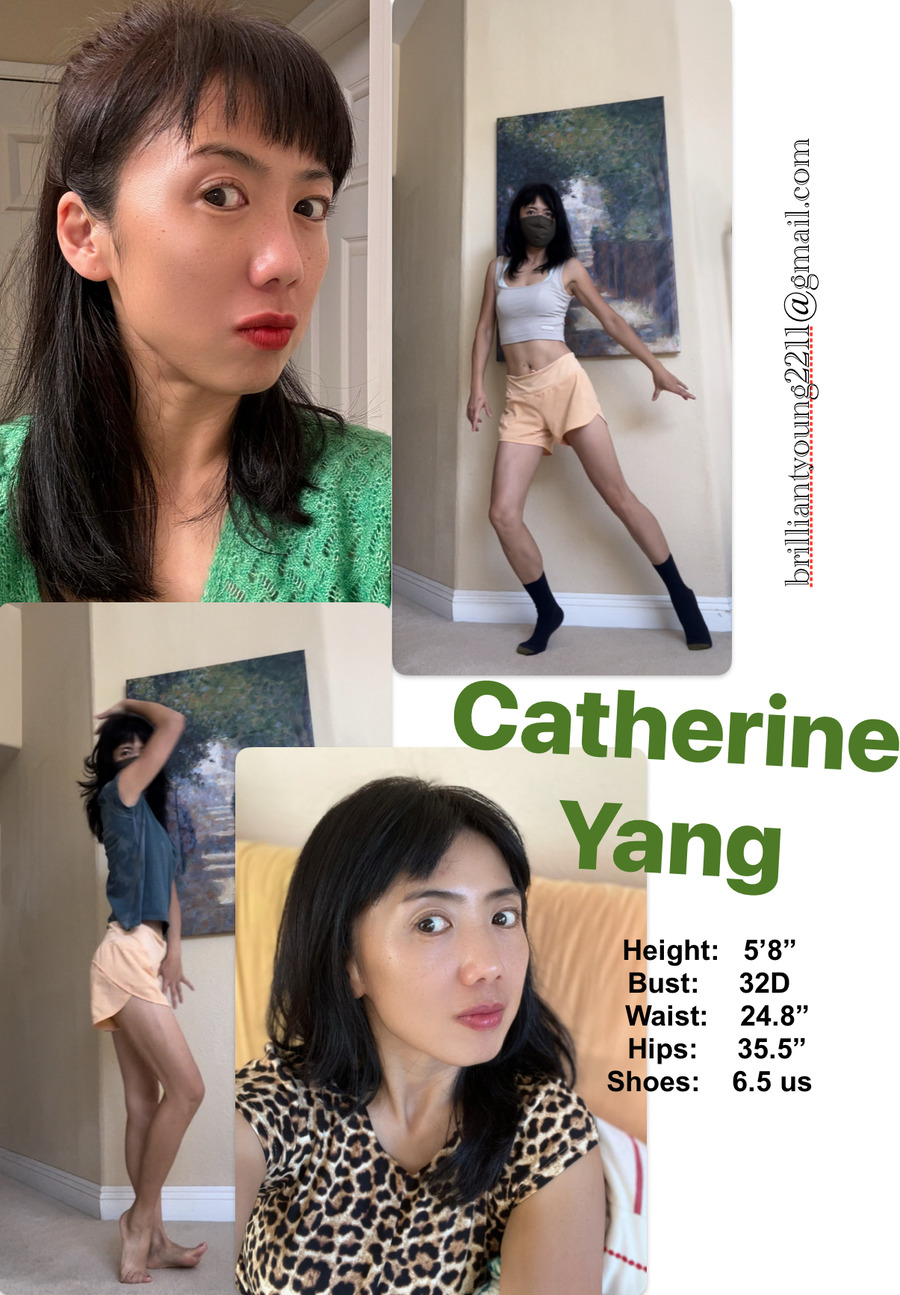 brilliantyoung2211@gmail.com
Catherine
Yang
Height: 5’8”
Bust: 32D
Waist: 24.8”
Hips: 35.5”
Shoes: 6.5 us